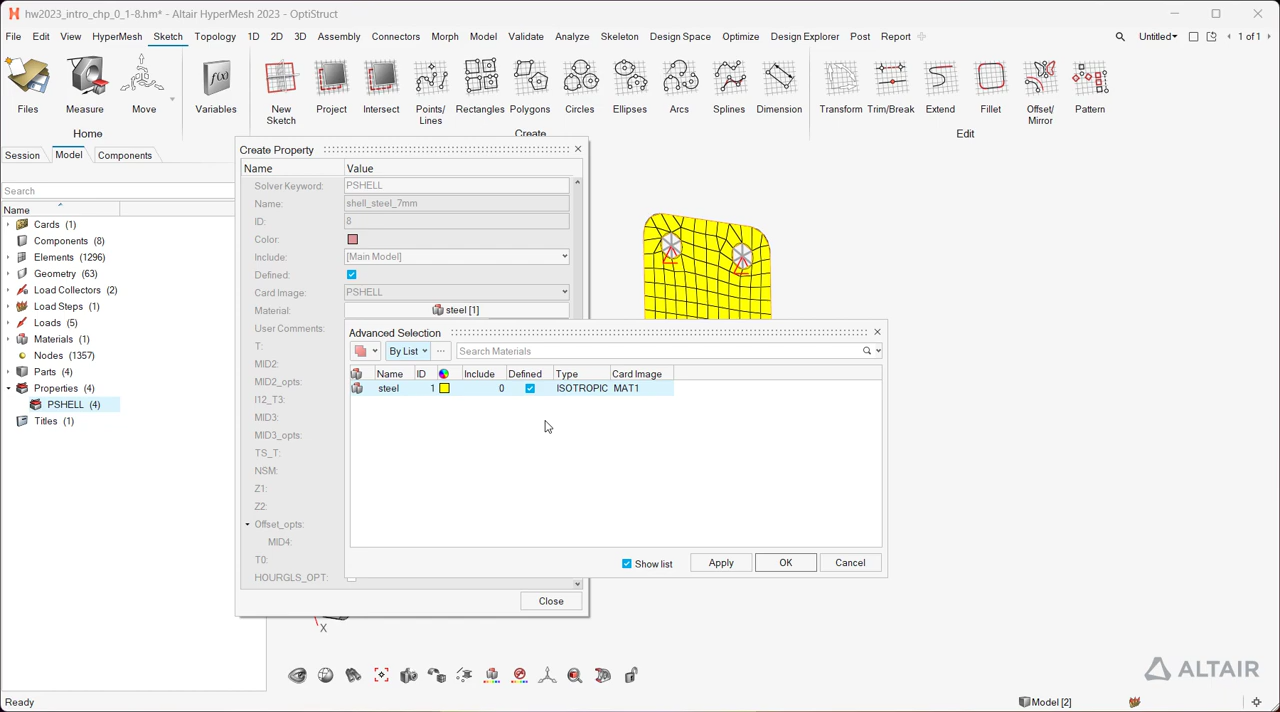 hw2023_intro_chp_0_1-8.hm* - Altair HyperMesh 2023 - OptiStruct
File Edit View HyperMesh Sketch Topology 1D 2D 3D Assembly Connectors Morph Model Validate Analyze Skeleton Design Space Optimize Design Explorer Post Report Untitled 1 of 1
Files Measure Move Variables New Sketch Project Intersect Points/ Lines Rectangles Polygons Circles Ellipses Arcs Splines Dimension Transform Trim/Break Extend Fillet Offset/ Mirror Pattern
Home Create Edit
Session Model Components
Search
Name
Cards (1)
Components (8)
Elements (1296)
Geometry (63)
Load Collectors (2)
Load Steps (1)
Loads (5)
Materials (1)
Nodes (1357)
Parts (4)
Properties (4)
PSHELL (4)
Titles (1)
Create Property
Name Value
Solver Keyword: PSHELL
Name: shell_steel_7mm
ID: 8
Color:
Include: [Main Model]
Defined:
Card Image: PSHELL
Material: steel [1]
User Comments:
T:
MID2:
MID2_opts:
I12_T3:
MID3:
MID3_opts:
TS_T:
NSM:
Z1:
Z2:
Offset_opts:
MID4:
T0:
HOURGLS_OPT:
Close
Advanced Selection
By List ... Search Materials
Name ID Include Defined Type Card Image
steel 1 0 ISOTROPIC MAT1
Show list Apply OK Cancel
X
ALTAIR
Ready Model [2]